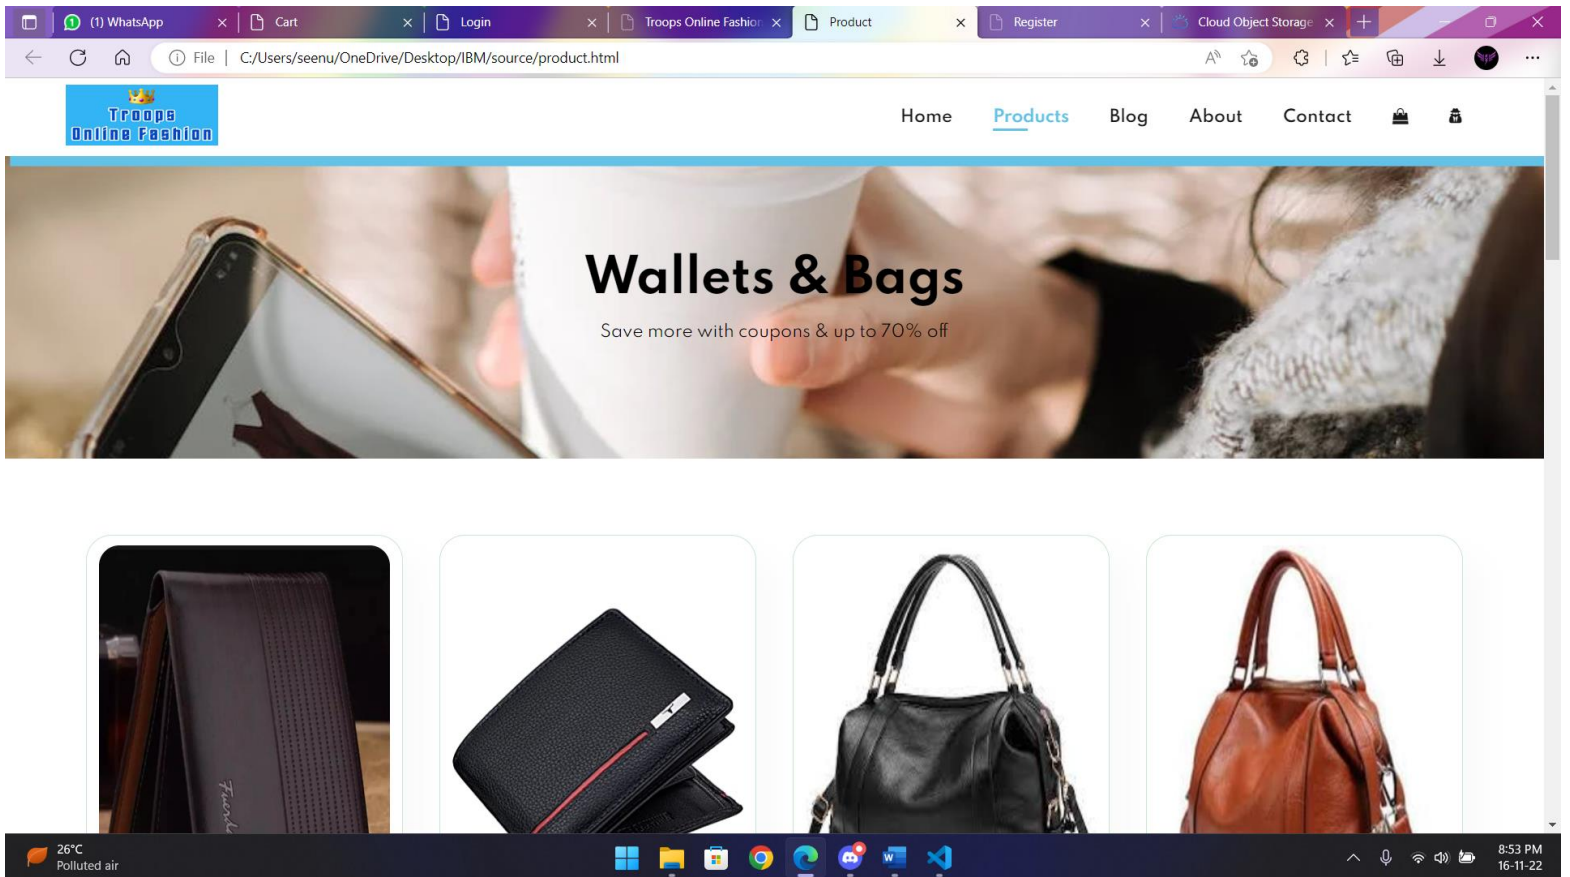 (1) WhatsApp
Cart
Login
Troops Online Fashion
Product
Register
Cloud Object Storage
File
C:/Users/seenu/OneDrive/Desktop/IBM/source/product.html
Troops
Online Fashion
Home
Products
Blog
About
Contact
Wallets & Bags
Save more with coupons & up to 70% off
26°C
Polluted air
8:53 PM
16-11-22